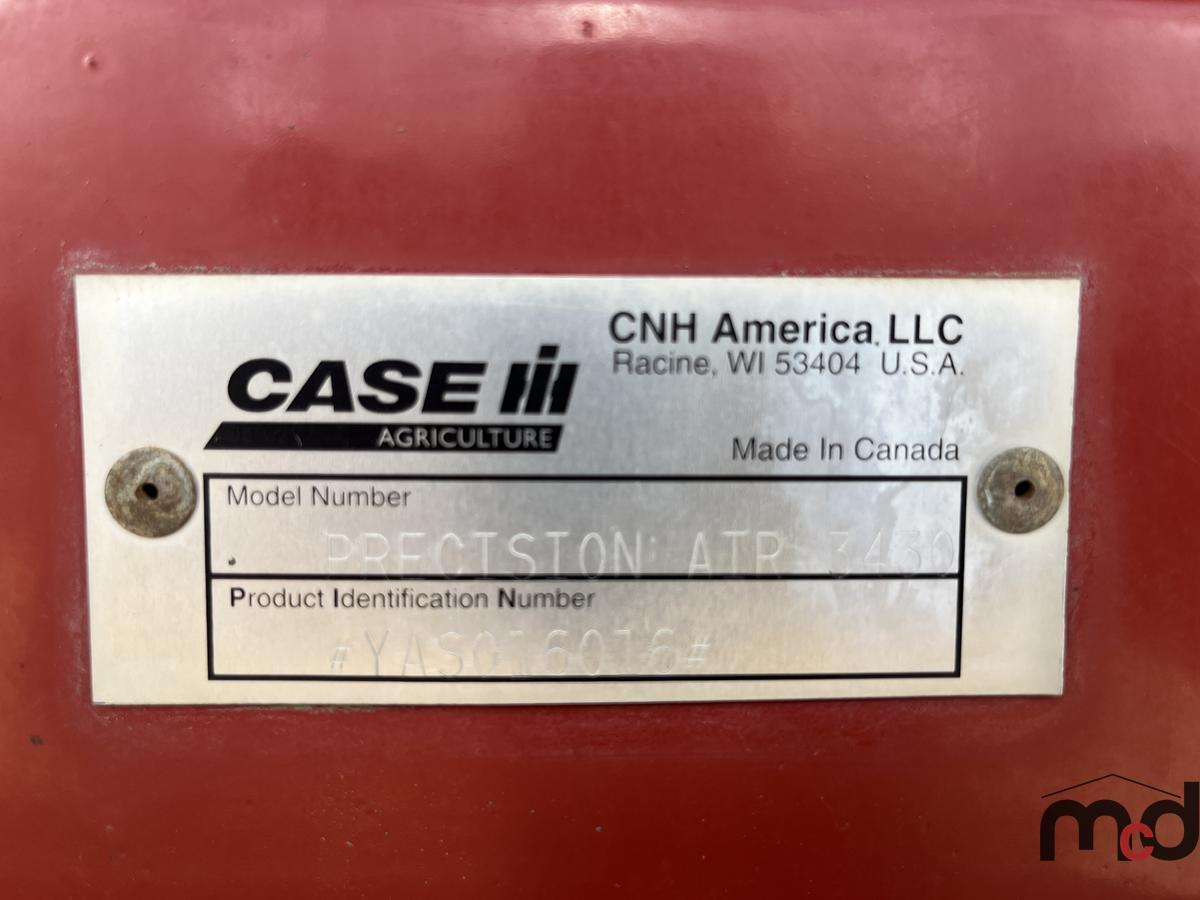 CNH America, LLC
Racine, WI 53404 U.S.A.
CASE IH
AGRICULTURE
Made In Canada
Model Number
PRECISION AIR 3430
Product Identification Number
#YAS016016#
mcd